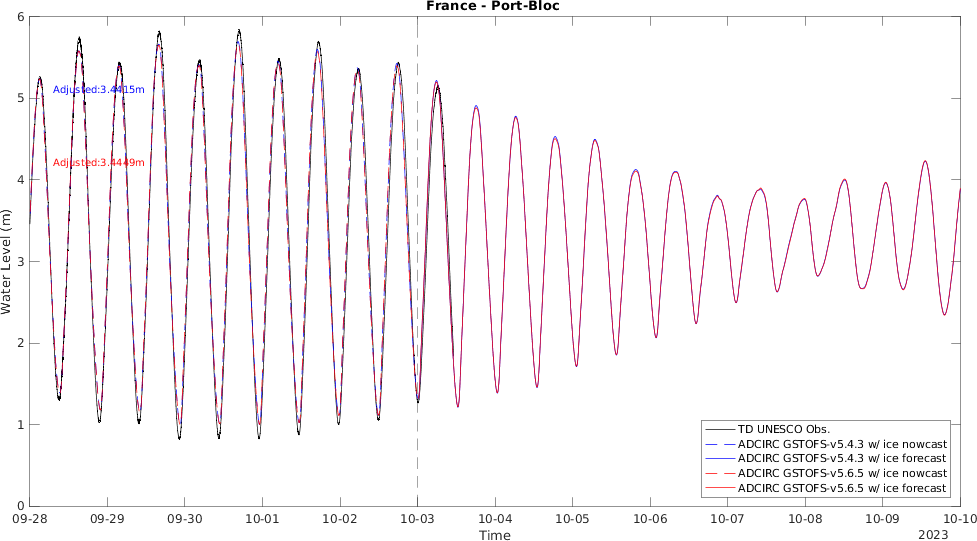 France - Port-Bloc
Water Level (m)
6
5
4
3
2
1
0
Adjusted:3.4415m
Adjusted:3.4449m
TD UNESCO Obs.
ADCIRC GSTOFS-v5.4.3 w/ ice nowcast
ADCIRC GSTOFS-v5.4.3 w/ ice forecast
ADCIRC GSTOFS-v5.6.5 w/ ice nowcast
ADCIRC GSTOFS-v5.6.5 w/ ice forecast
09-28 09-29 09-30 10-01 10-02 10-03 10-04 10-05 10-06 10-07 10-08 10-09 10-10
Time
2023